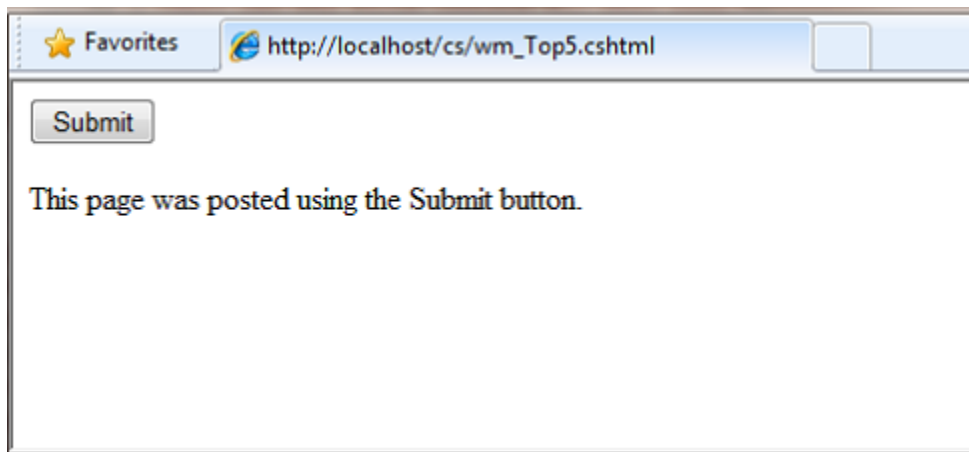 Favorites
http://localhost/cs/wm_Top5.cshtml
Submit
This page was posted using the Submit button.